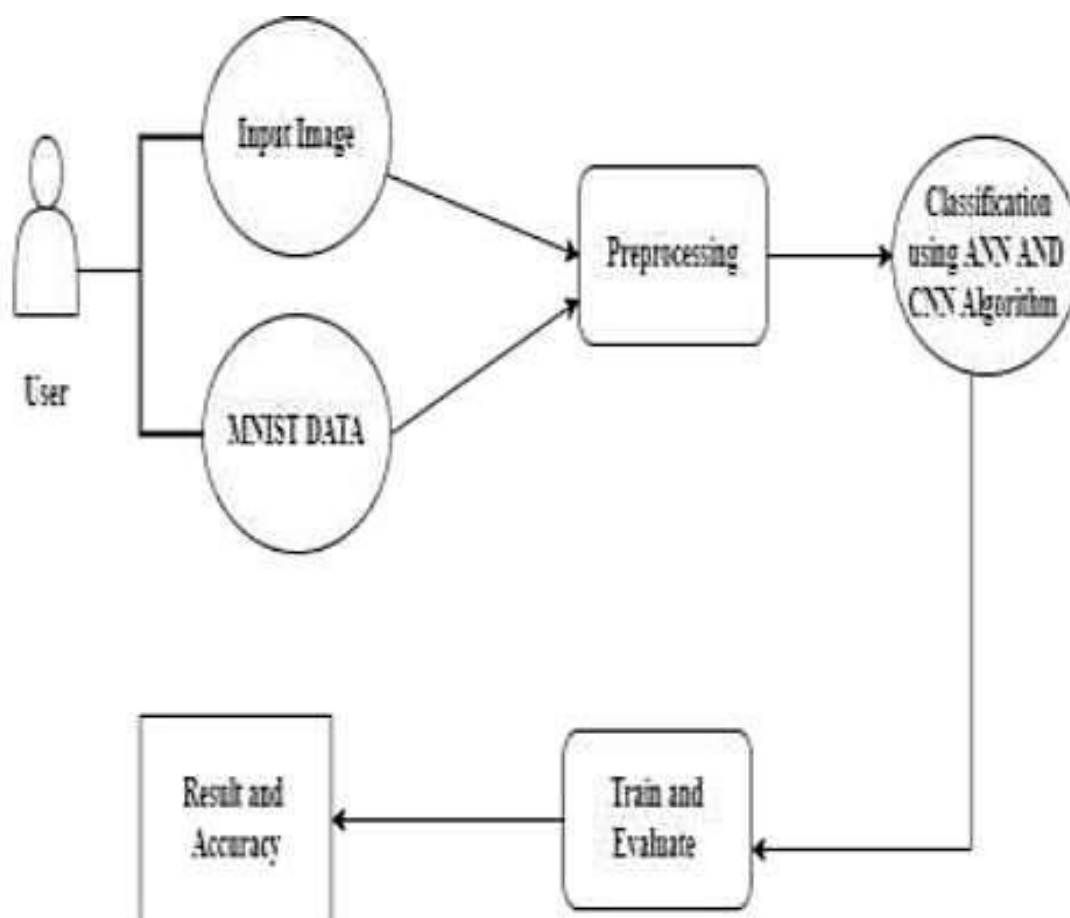 Input Image
User
MNIST DATA
Preprocessing
Classification
using ANN AND
CNN Algorithm
Train and
Evaluate
Result and
Accuracy